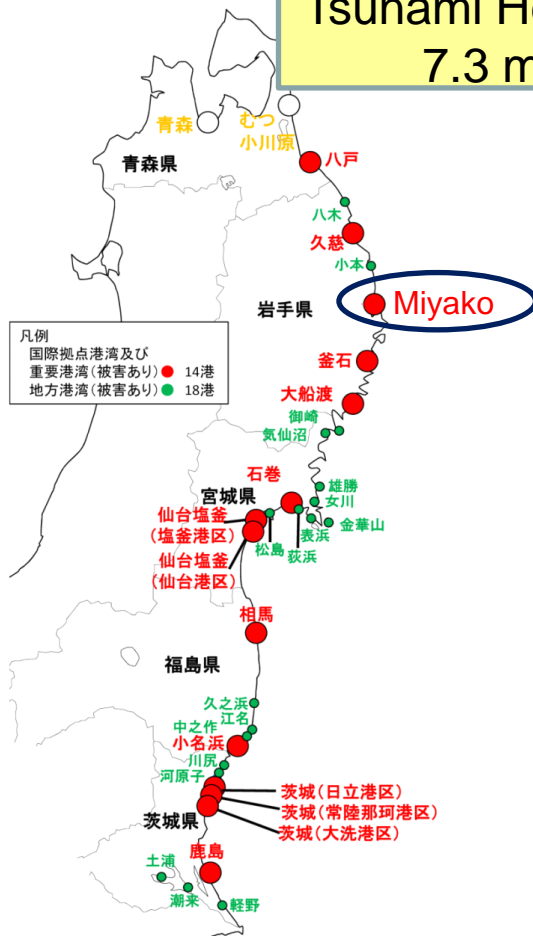 Tsunami He
7.3 m
青森
むつ
小川原
青森県
八戸
八木
久慈
小本
岩手県
Miyako
凡例
国際拠点港湾及び
重要港湾(被害あり) 14港
地方港湾(被害あり) 18港
釜石
大船渡
御崎
気仙沼
石巻
雄勝
宮城県
女川
仙台塩釜
(塩釜港区)
金華山
表浜
松島
荻浜
仙台塩釜
(仙台港区)
相馬
福島県
久之浜
江名
中之作
小名浜
川尻
河原子
茨城(日立港区)
茨城(常陸那珂港区)
茨城県
茨城(大洗港区)
鹿島
土浦
潮来
軽野